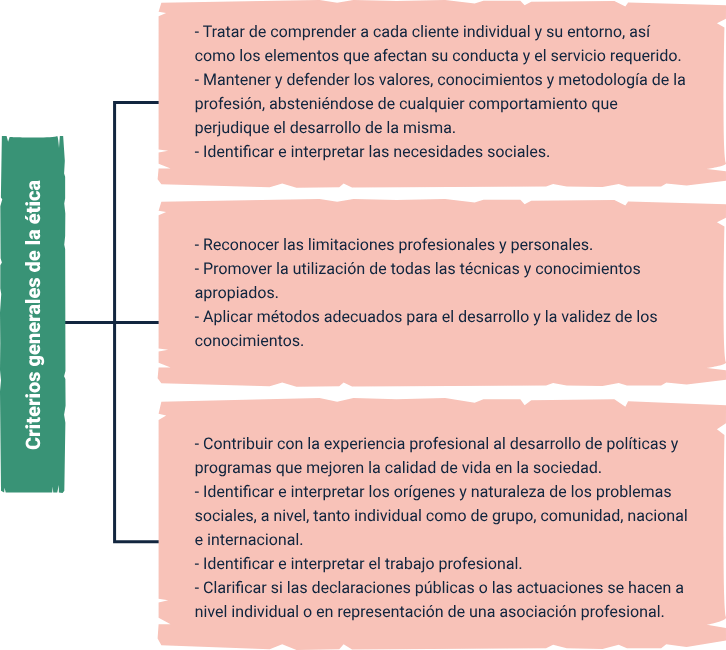 Criterios generales de la ética
- Tratar de comprender a cada cliente individual y su entorno, así
como los elementos que afectan su conducta y el servicio requerido.
- Mantener y defender los valores, conocimientos y metodología de la
profesión, absteniéndose de cualquier comportamiento que
perjudique el desarrollo de la misma.
- Identificar e interpretar las necesidades sociales.
- Reconocer las limitaciones profesionales y personales.
- Promover la utilización de todas las técnicas y conocimientos
apropiados.
- Aplicar métodos adecuados para el desarrollo y la validez de los
conocimientos.
- Contribuir con la experiencia profesional al desarrollo de políticas y
programas que mejoren la calidad de vida en la sociedad.
- Identificar e interpretar los orígenes y naturaleza de los problemas
sociales, a nivel, tanto individual como de grupo, comunidad, nacional
e internacional.
- Identificar e interpretar el trabajo profesional.
- Clarificar si las declaraciones públicas o las actuaciones se hacen a
nivel individual o en representación de una asociación profesional.